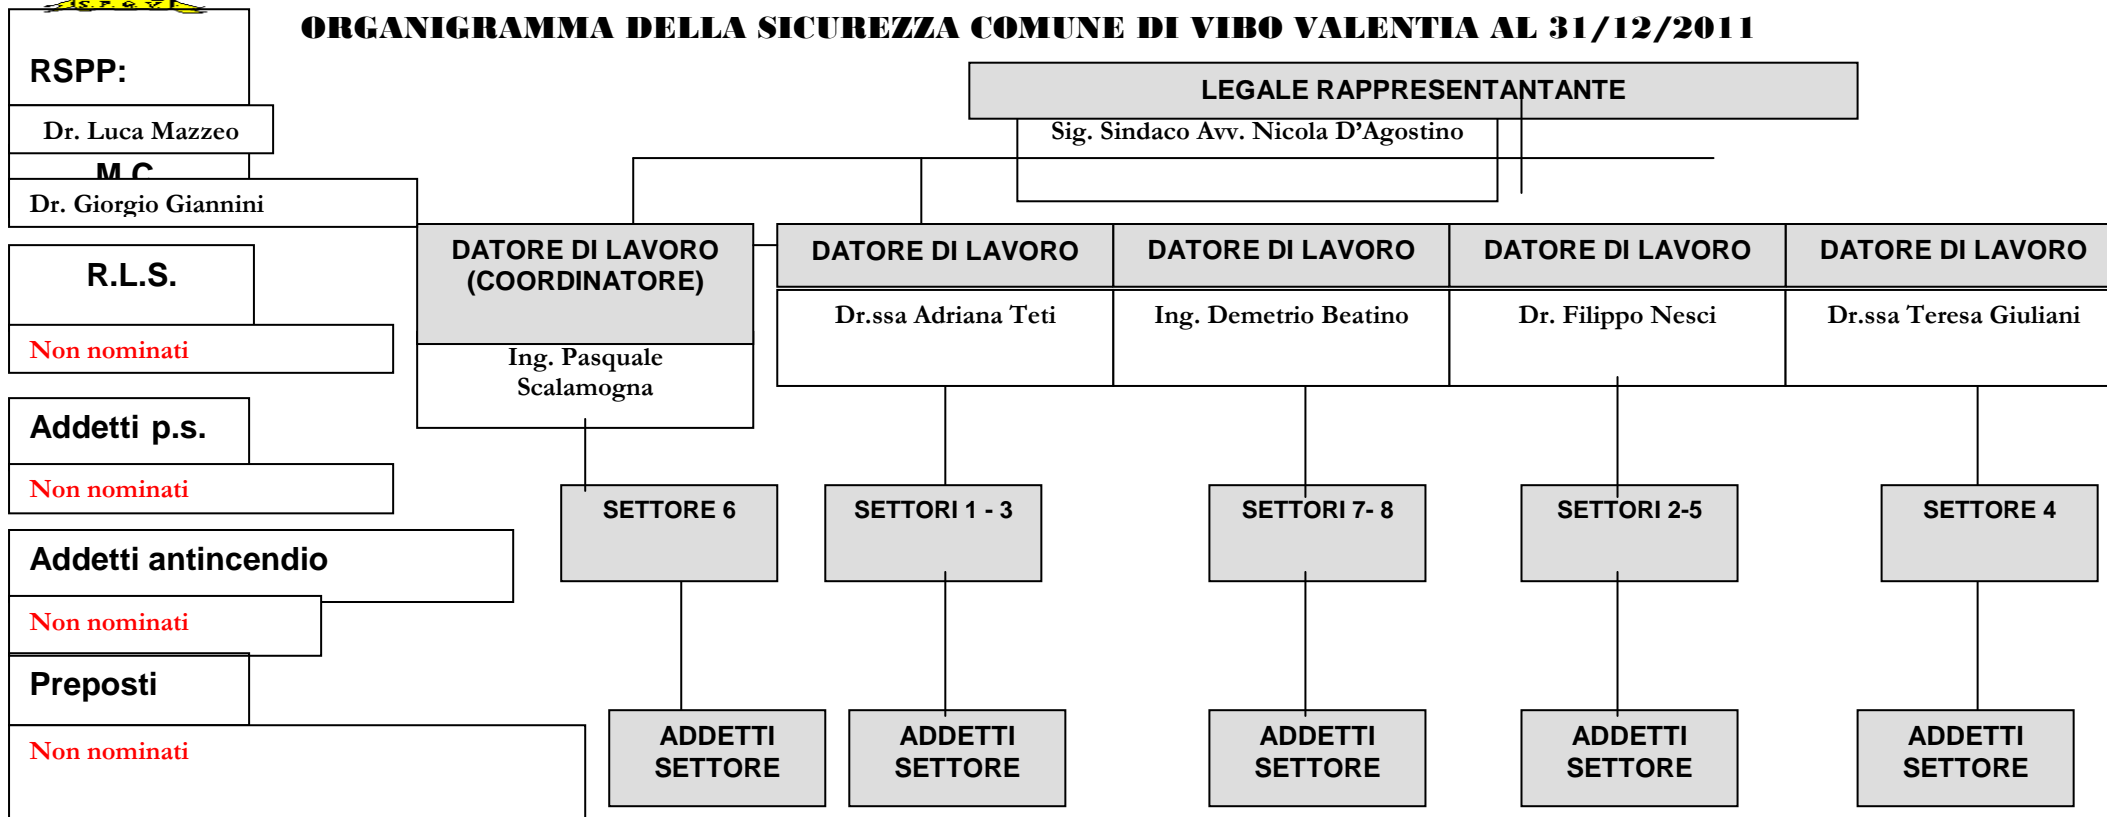 S.P.G.V.
ORGANIGRAMMA DELLA SICUREZZA COMUNE DI VIBO VALENTIA AL 31/12/2011
RSPP:
Dr. Luca Mazzeo
M.C
Dr. Giorgio Giannini
R.L.S.
Non nominati
Addetti p.s.
Non nominati
Addetti antincendio
Non nominati
Preposti
Non nominati
LEGALE RAPPRESENTANTANTE
Sig. Sindaco Avv. Nicola D’Agostino
DATORE DI LAVORO
(COORDINATORE)
Ing. Pasquale
Scalamogna
DATORE DI LAVORO
Dr.ssa Adriana Teti
DATORE DI LAVORO
Ing. Demetrio Beatino
DATORE DI LAVORO
Dr. Filippo Nesci
DATORE DI LAVORO
Dr.ssa Teresa Giuliani
SETTORE 6
SETTORI 1 - 3
SETTORI 7- 8
SETTORI 2-5
SETTORE 4
ADDETTI
SETTORE
ADDETTI
SETTORE
ADDETTI
SETTORE
ADDETTI
SETTORE
ADDETTI
SETTORE